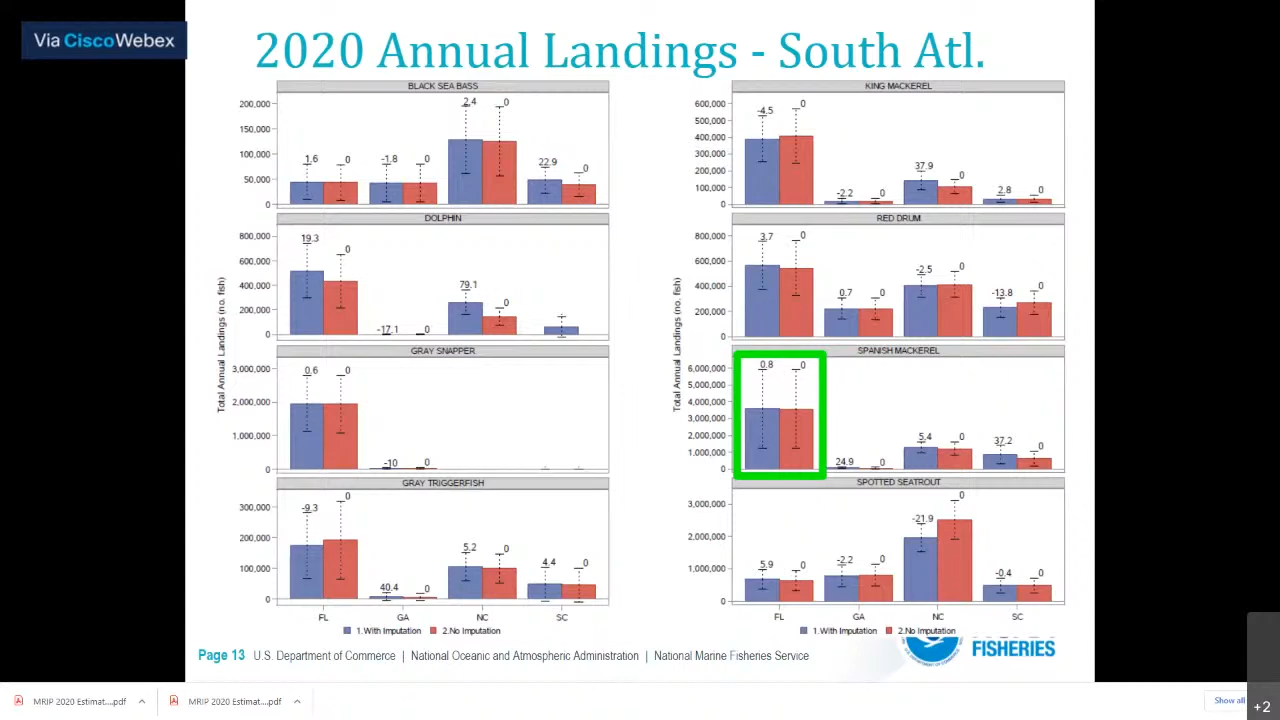 Via CiscoWebex
2020 Annual Landings - South Atl.
BLACK SEA BASS
200,000
150,000
100,000
50,000
0
1.6 0 -1.8 0 2.4 0 22.9 0
DOLPHIN
800,000
600,000
400,000
200,000
0
19.3 0 -17.1 0 79.1 0
GRAY SNAPPER
3,000,000
2,000,000
1,000,000
0
0.6 0 -10 0
GRAY TRIGGERFISH
300,000
200,000
100,000
0
-9.3 0 40.4 0 5.2 0 4.4 0
FL GA NC SC
Total Annual Landings (no. fish)
1.With Imputation 2.No Imputation
KING MACKEREL
600,000
500,000
400,000
300,000
200,000
100,000
0
-4.5 0 -2.2 0 37.9 0 2.8 0
RED DRUM
800,000
600,000
400,000
200,000
0
3.7 0 0.7 0 -2.5 0 -13.8 0
SPANISH MACKEREL
6,000,000
5,000,000
4,000,000
3,000,000
2,000,000
1,000,000
0
0.8 0 24.9 0 5.4 0 37.2 0
SPOTTED SEATROUT
3,000,000
2,000,000
1,000,000
0
5.9 0 -2.2 0 -21.9 0 -0.4 0
FL GA NC SC
Total Annual Landings (no. fish)
1.With Imputation 2.No Imputation
Page 13 U.S. Department of Commerce | National Oceanic and Atmospheric Administration | National Marine Fisheries Service
FISHERIES
MRIP 2020 Estimat....pdf
MRIP 2020 Estimat....pdf
Show all
+2